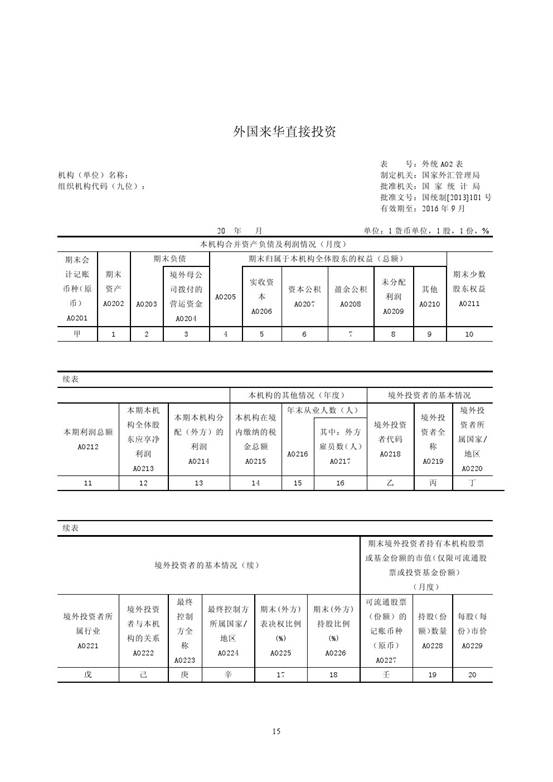 外国来华直接投资
表　　号：外统 A02 表
机构（单位）名称：
制定机关：国家外汇管理局
组织机构代码（九位）：
批准机关：国 家 统 计 局
批准文号：国统制[2013]101 号
有效期至：2016 年 9 月
20　年　月
单位：1 货币单位，1 股，1 份，%
本机构合并资产负债及利润情况（月度）
期末会计记账币种（原币） A0201
期末资产 A0202
期末负债
A0203
境外母公司拨付的营运资金 A0204
期末归属于本机构全体股东的权益（总额）
A0205
实收资本 A0206
资本公积 A0207
盈余公积 A0208
未分配利润 A0209
其他 A0210
期末少数股东权益 A0211
甲 1 2 3 4 5 6 7 8 9 10
续表
本期利润总额 A0212
本期本机构全体股东应享净利润 A0213
本期本机构分配（外方）的利润 A0214
本机构的其他情况（年度）
本机构在境内缴纳的税金总额 A0215
年末从业人数（人）
A0216
其中：外方雇员数（人） A0217
境外投资者的基本情况
境外投资者代码 A0218
境外投资者全称 A0219
境外投资者所属国家/地区 A0220
11 12 13 14 15 16 乙 丙 丁
续表
境外投资者的基本情况（续）
期末境外投资者持有本机构股票或基金份额的市值（仅限可流通股票或投资基金份额）（月度）
境外投资者所属行业 A0221
境外投资者与本机构的关系 A0222
最终控制方全称 A0223
最终控制方所属国家/地区 A0224
期末（外方）表决权比例（%） A0225
期末（外方）持股比例（%） A0226
可流通股票（份额）的记账币种（原币） A0227
持股（份额）数量 A0228
每股（每份）市价 A0229
戊 己 庚 辛 17 18 壬 19 20
15